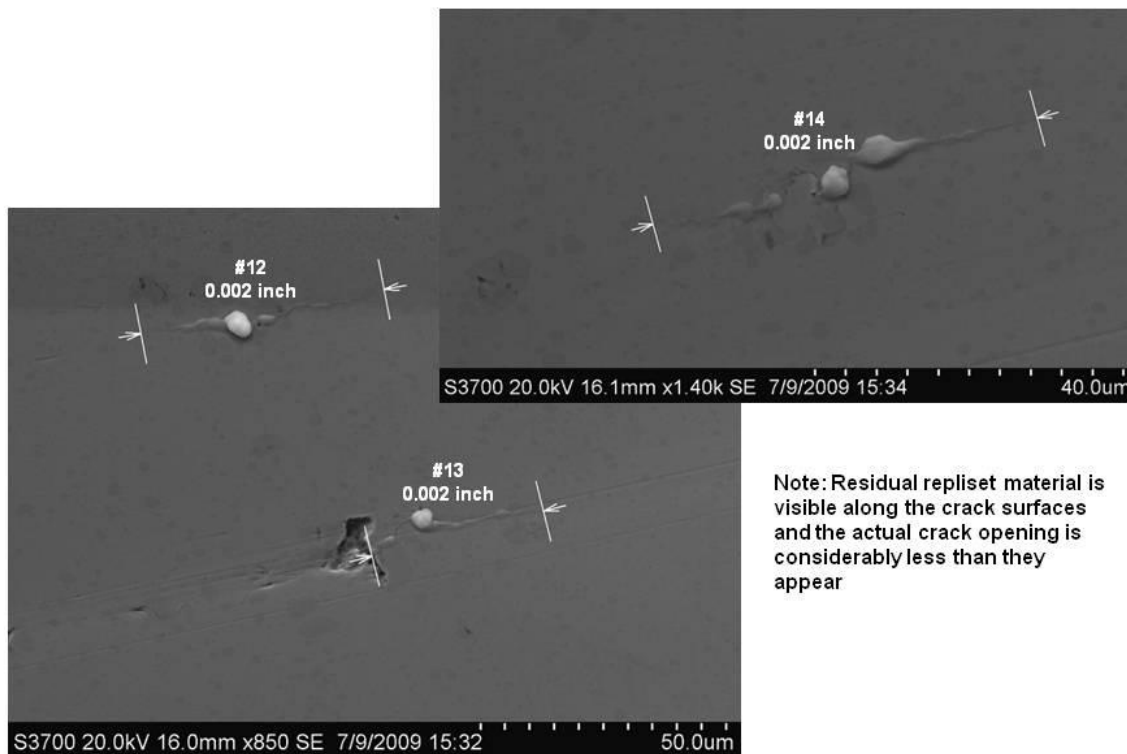 #14
0.002 inch
S3700 20.0kV 16.1mm x1.40k SE 7/9/2009 15:34 40.0um
#12
0.002 inch
#13
0.002 inch
S3700 20.0kV 16.0mm x850 SE 7/9/2009 15:32 50.0um
Note: Residual repliset material is
visible along the crack surfaces
and the actual crack opening is
considerably less than they
appear